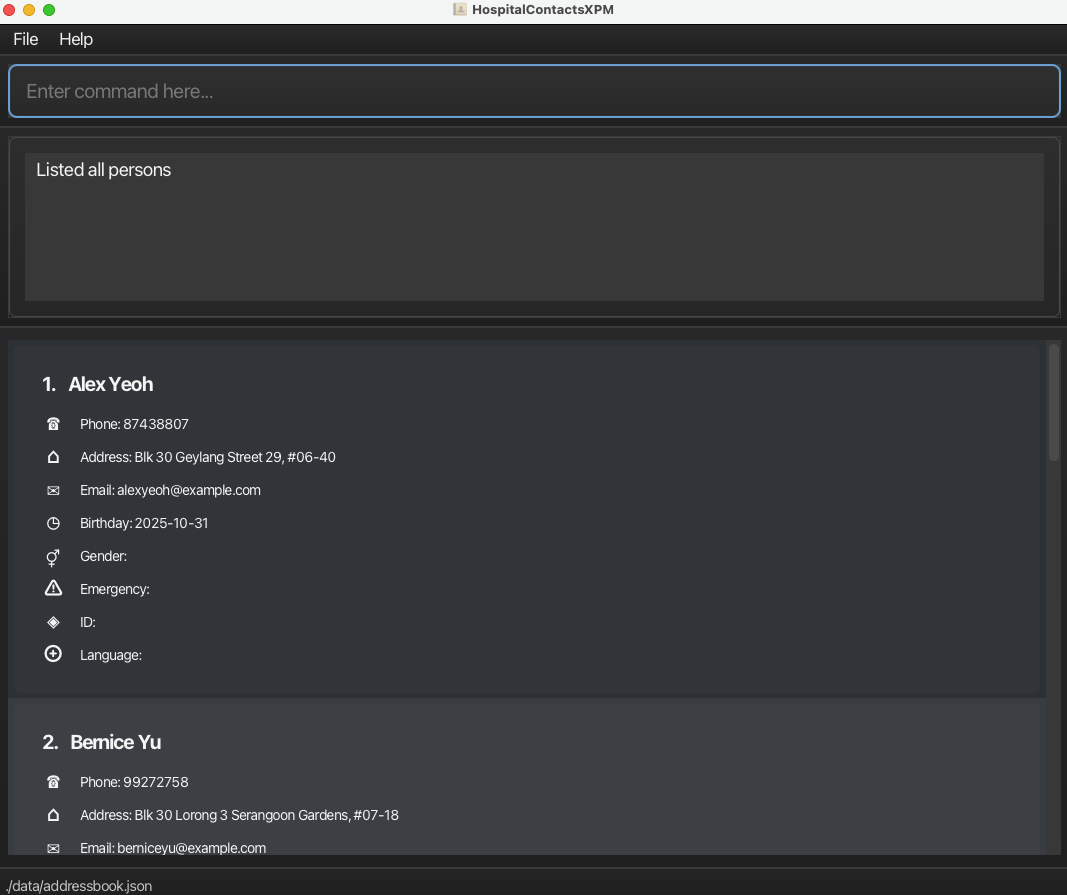 HospitalContactsXPM
File Help
Enter command here...
Listed all persons
1. Alex Yeoh
Phone: 87438807
Address: Blk 30 Geylang Street 29, #06-40
Email: alexyeoh@example.com
Birthday: 2025-10-31
Gender:
Emergency:
ID:
Language:
2. Bernice Yu
Phone: 99272758
Address: Blk 30 Lorong 3 Serangoon Gardens, #07-18
Email: berniceyu@example.com
./data/addressbook.json